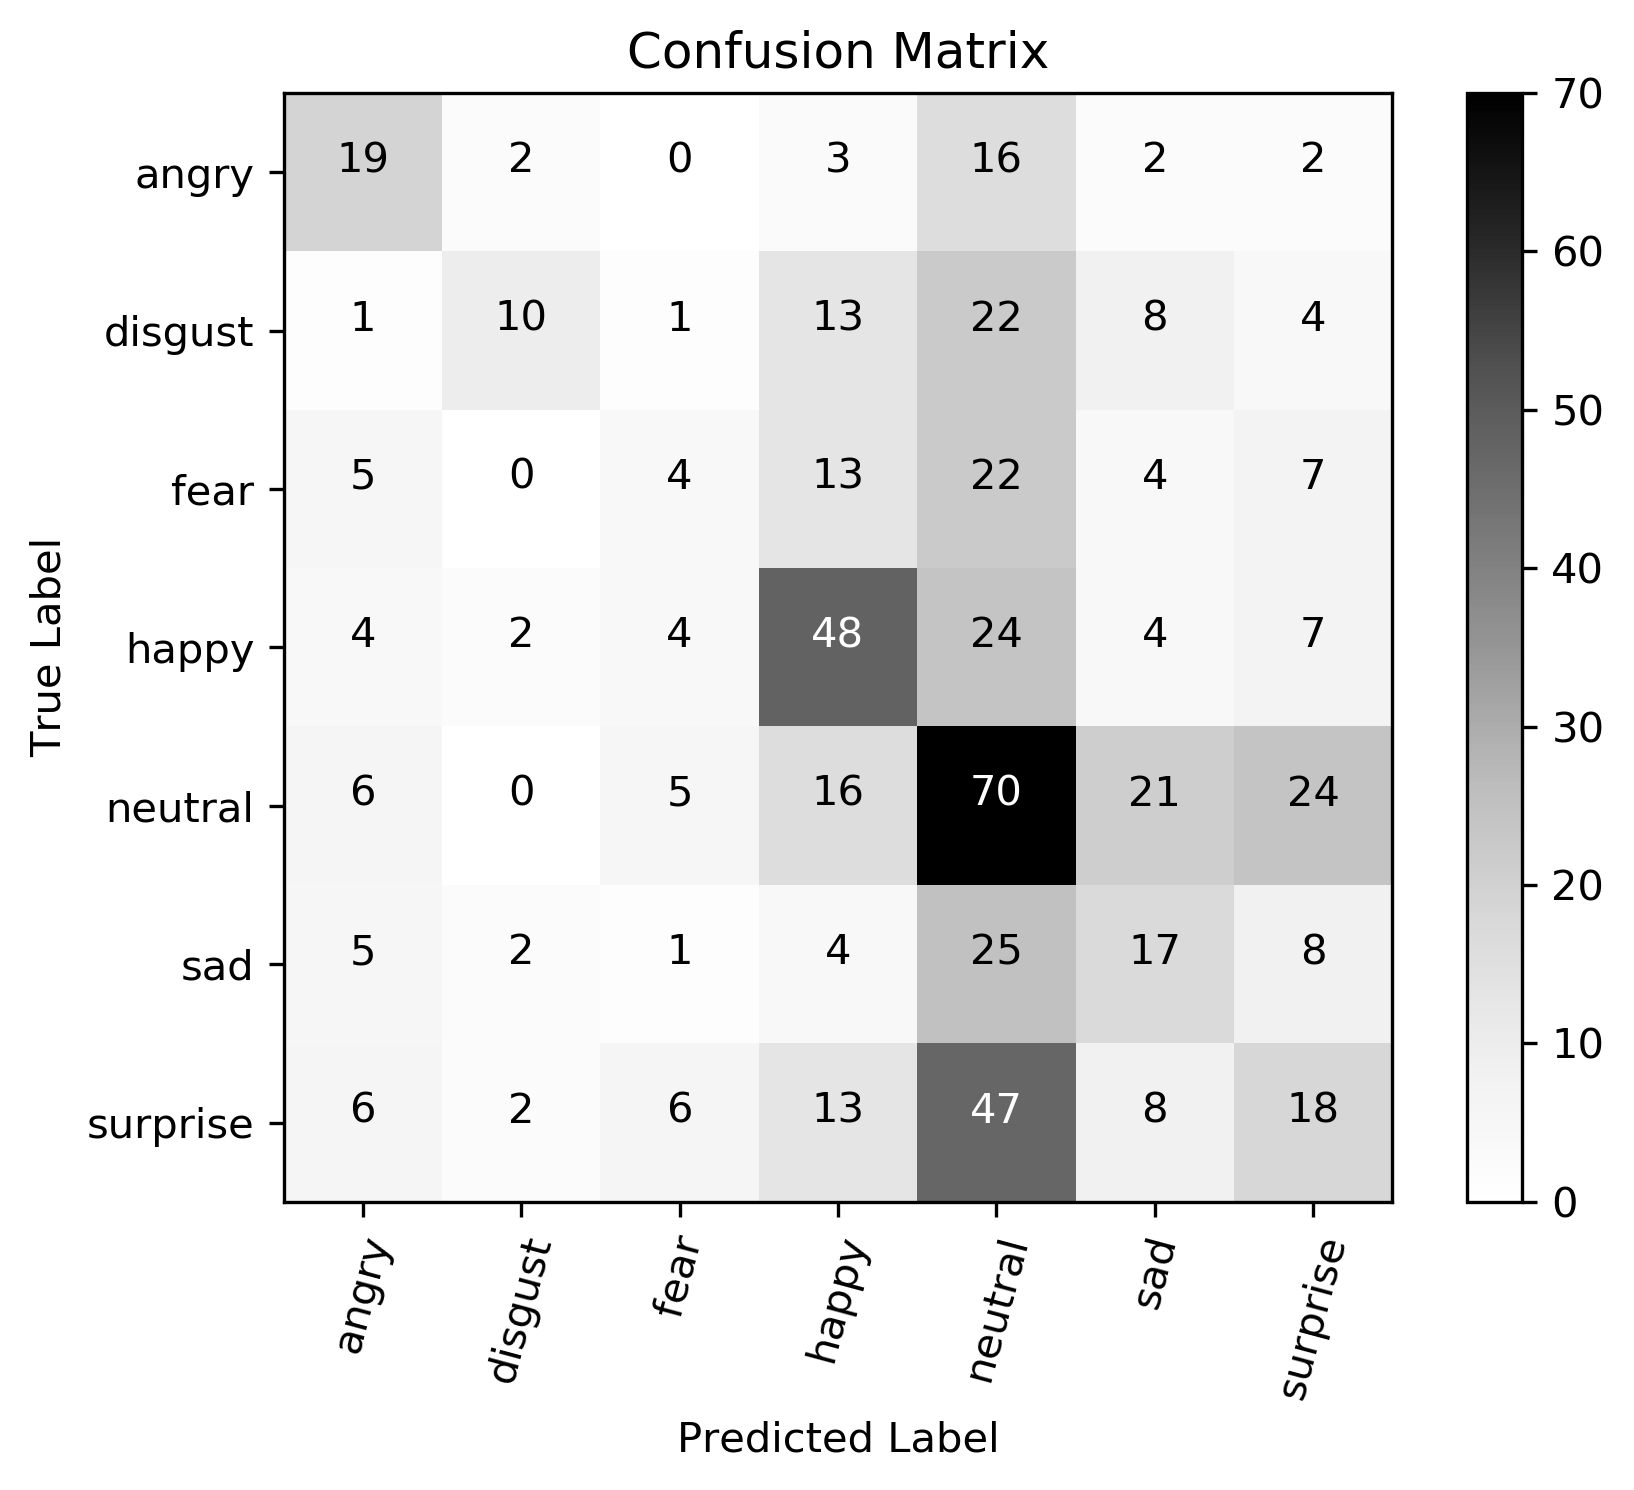 Confusion Matrix
True Label
angry 19 2 0 3 16 2 2
disgust 1 10 1 13 22 8 4
fear 5 0 4 13 22 4 7
happy 4 2 4 48 24 4 7
neutral 6 0 5 16 70 21 24
sad 5 2 1 4 25 17 8
surprise 6 2 6 13 47 8 18
angry disgust fear happy neutral sad surprise
Predicted Label
70
60
50
40
30
20
10
0